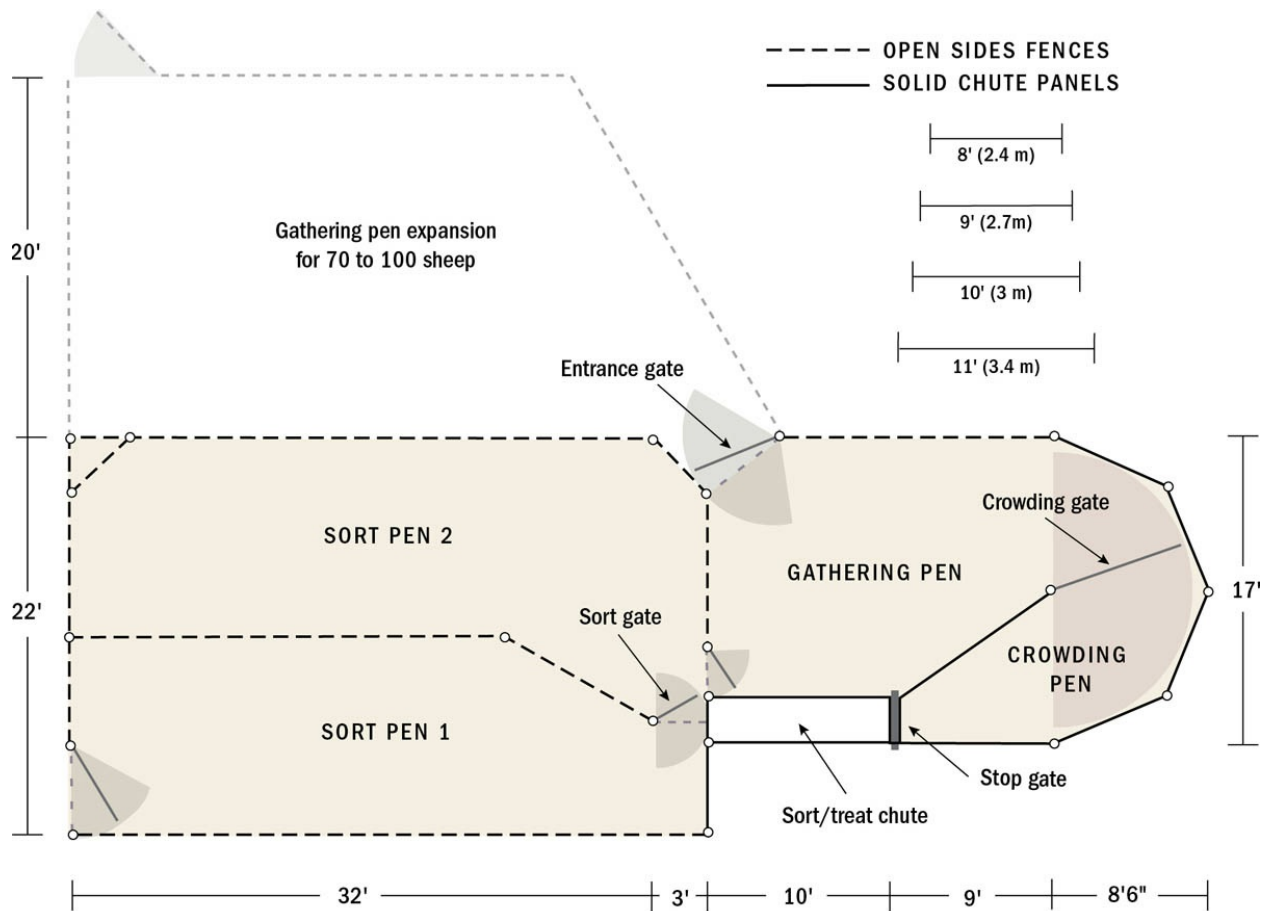 OPEN SIDES FENCES
SOLID CHUTE PANELS
8' (2.4 m)
9' (2.7m)
10' (3 m)
11' (3.4 m)
20'
Gathering pen expansion
for 70 to 100 sheep
Entrance gate
Crowding gate
SORT PEN 2
GATHERING PEN
22'
17'
Sort gate
CROWDING
PEN
SORT PEN 1
Stop gate
Sort/treat chute
32'
3'
10'
9'
8'6"